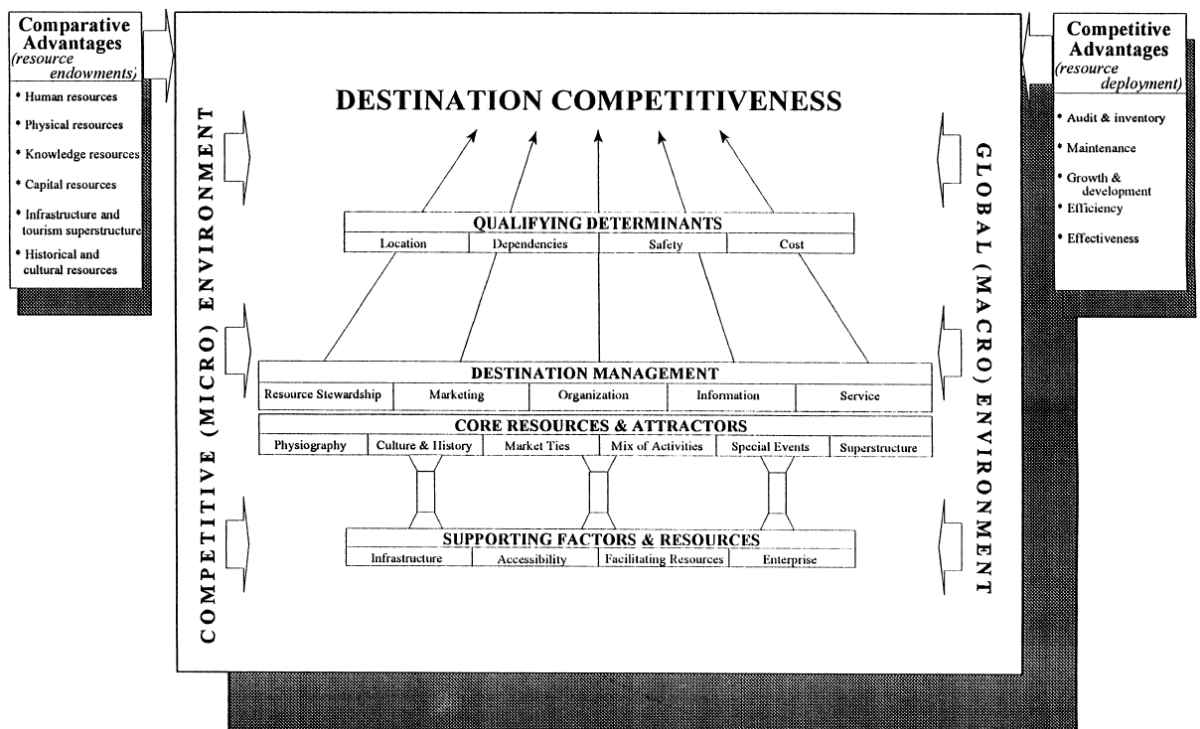 Comparative
Advantages
(resource
endowments)
* Human resources
* Physical resources
* Knowledge resources
* Capital resources
* Infrastructure and
tourism superstructure
* Historical and
cultural resources
COMPETITIVE (MICRO) ENVIRONMENT
DESTINATION COMPETITIVENESS
QUALIFYING DETERMINANTS
Location Dependencies Safety Cost
DESTINATION MANAGEMENT
Resource Stewardship Marketing Organization Information Service
CORE RESOURCES & ATTRACTORS
Physiography Culture & History Market Ties Mix of Activities Special Events Superstructure
SUPPORTING FACTORS & RESOURCES
Infrastructure Accessibility Facilitating Resources Enterprise
GLOBAL (MACRO) ENVIRONMENT
Competitive
Advantages
(resource
deployment)
* Audit & inventory
* Maintenance
* Growth &
development
* Efficiency
* Effectiveness